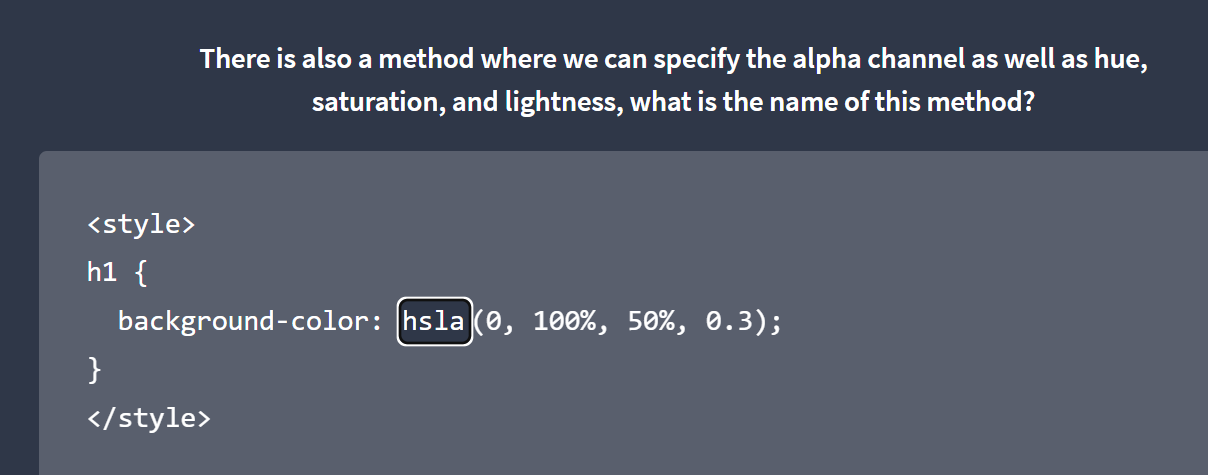 There is also a method where we can specify the alpha channel as well as hue,
saturation, and lightness, what is the name of this method?
<style>
h1 {
background-color: hsla(0, 100%, 50%, 0.3);
}
</style>